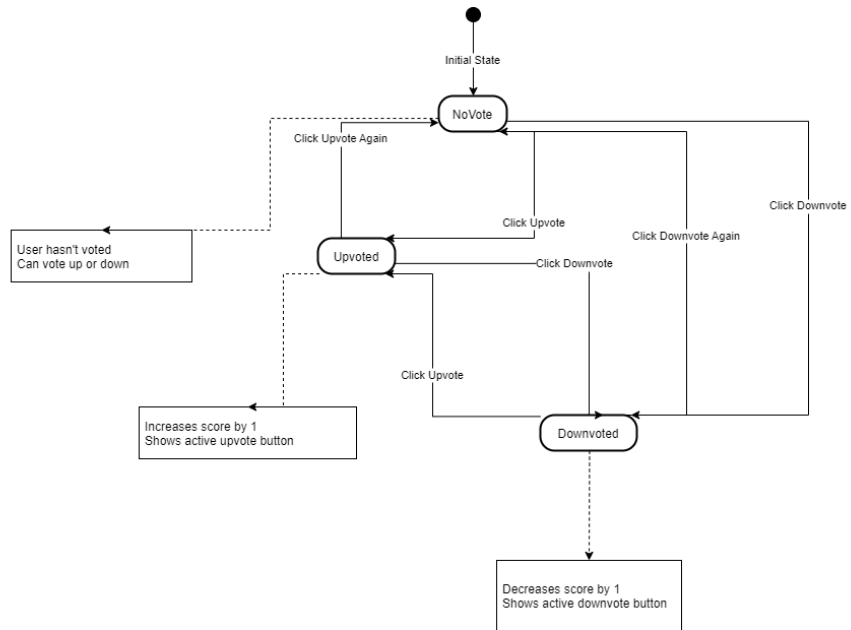 Initial State
NoVote
Click Upvote Again
Click Downvote
Click Upvote
Click Downvote Again
User hasn't voted
Can vote up or down
Upvoted
Click Downvote
Click Upvote
Increases score by 1
Shows active upvote button
Downvoted
Decreases score by 1
Shows active downvote button